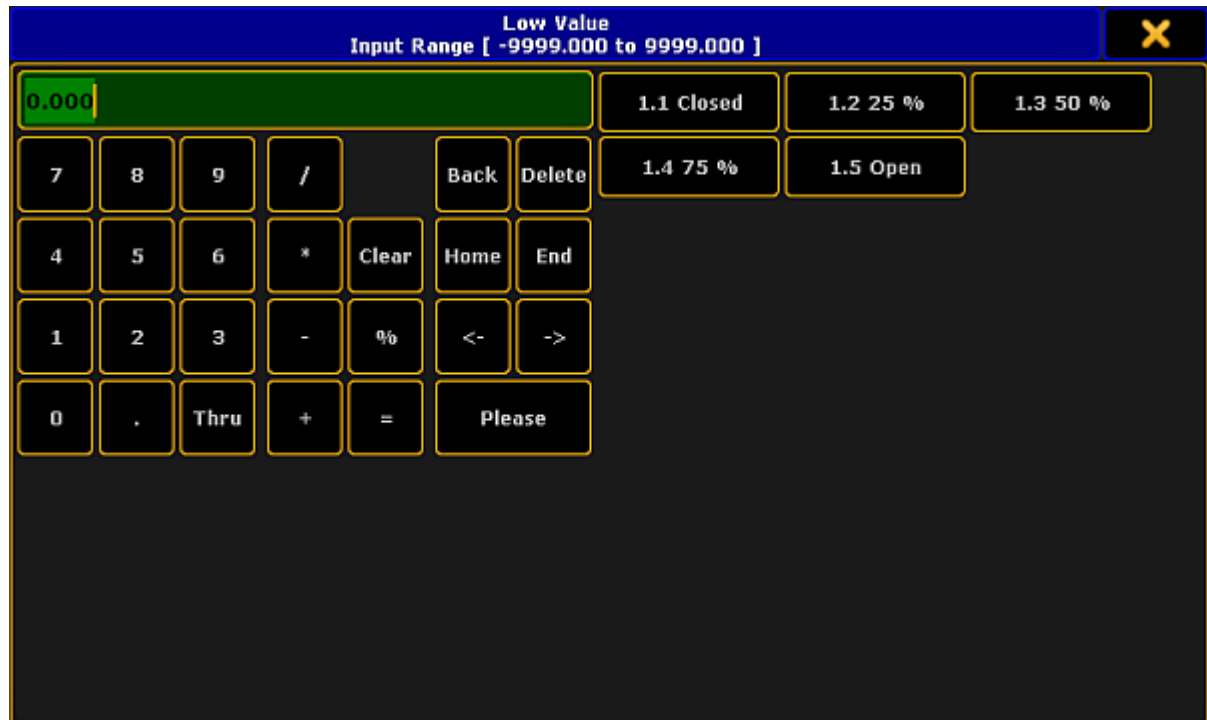 Low Value
Input Range [ -9999.000 to 9999.000 ]
0.000 1.1 Closed 1.2 25 % 1.3 50 %
7 8 9 / Back Delete 1.4 75 % 1.5 Open
4 5 6 * Clear Home End
1 2 3 - % <- ->
0 . Thru + = Please